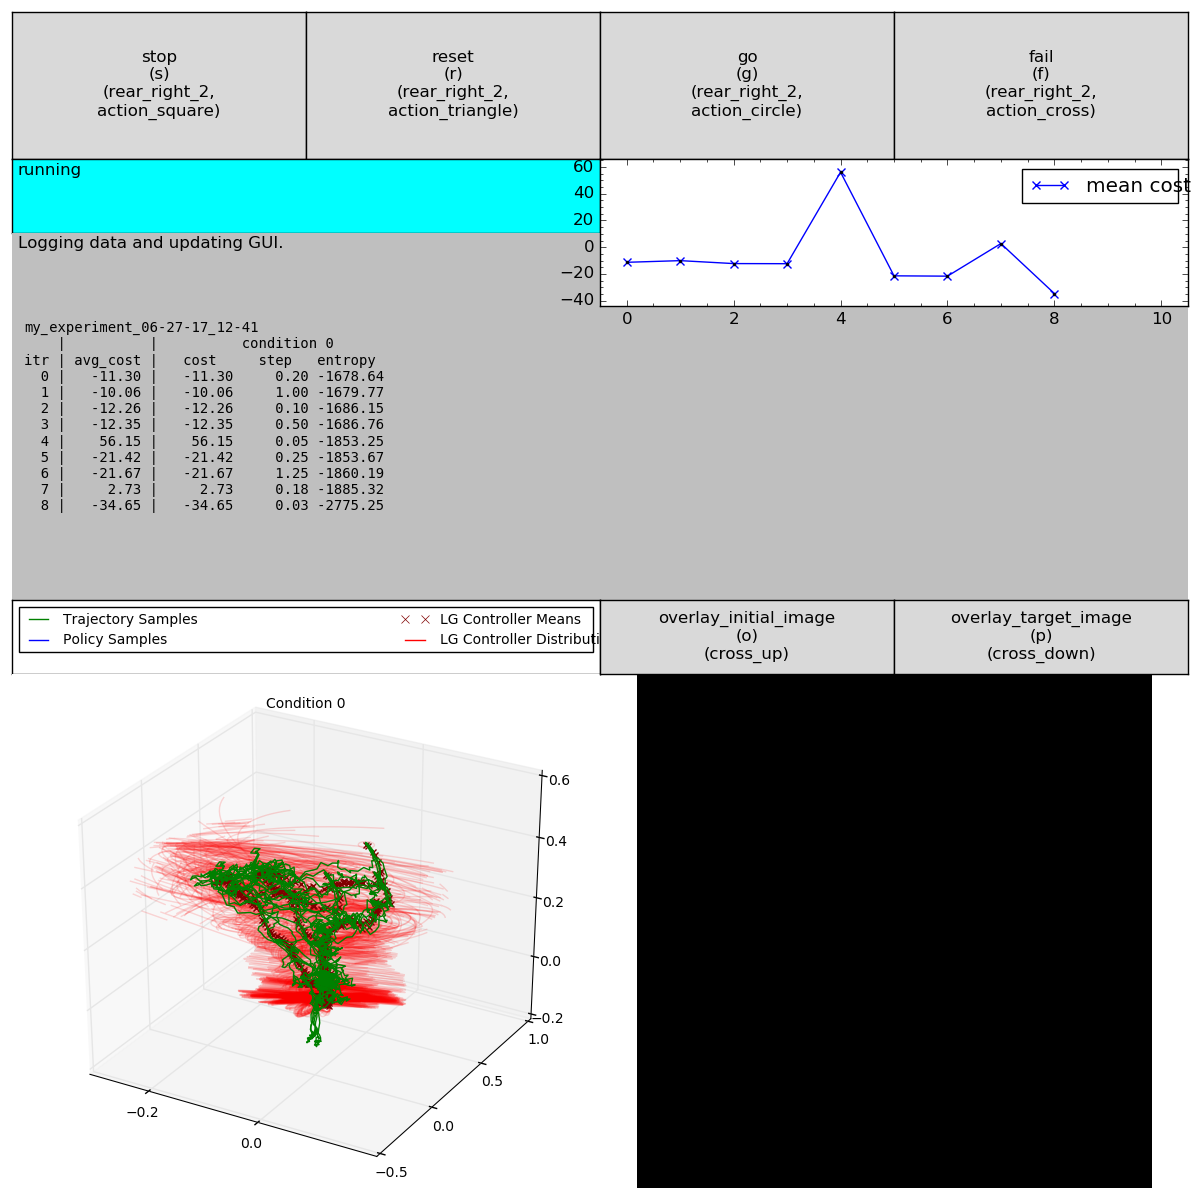 stop
(s)
(rear_right_2,
action_square)
reset
(r)
(rear_right_2,
action_triangle)
go
(g)
(rear_right_2,
action_circle)
fail
(f)
(rear_right_2,
action_cross)
running
Logging data and updating GUI.
60
40
20
0
−20
−40
mean cost
0 2 4 6 8 10
my_experiment_06-27-17_12-41
    |          |          condition 0
itr | avg_cost |   cost     step   entropy
  0 |   -11.30 |   -11.30     0.20 -1678.64
  1 |   -10.06 |   -10.06     1.00 -1679.77
  2 |   -12.26 |   -12.26     0.10 -1686.15
  3 |   -12.35 |   -12.35     0.50 -1686.76
  4 |    56.15 |    56.15     0.05 -1853.25
  5 |   -21.42 |   -21.42     0.25 -1853.67
  6 |   -21.67 |   -21.67     1.25 -1860.19
  7 |     2.73 |     2.73     0.18 -1885.32
  8 |   -34.65 |   -34.65     0.03 -2775.25
Trajectory Samples
Policy Samples
LG Controller Means
LG Controller Distributi
overlay_initial_image
(o)
(cross_up)
overlay_target_image
(p)
(cross_down)
Condition 0
0.6
0.4
0.2
0.0
−0.2
1.0
0.5
0.0
−0.5
−0.2
0.0